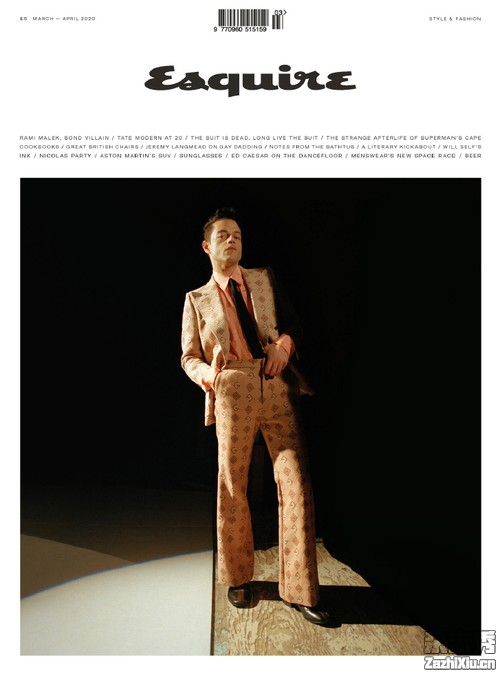 £6 MARCH — APRIL 2020
03>
9 770960 515159
STYLE & FASHION
Esquire
RAMI MALEK, BOND VILLAIN / TATE MODERN AT 20 / THE SUIT IS DEAD, LONG LIVE THE SUIT / THE STRANGE AFTERLIFE OF SUPERMAN'S CAPE
COOKBOOKS / GREAT BRITISH CHAIRS / JEREMY LANGMEAD ON GAY DADDING / NOTES FROM THE BATHTUB / A LITERARY KICKABOUT / WILL SELF'S
INK / NICOLAS PARTY / ASTON MARTIN'S SUV / SUNGLASSES / ED CAESAR ON THE DANCEFLOOR / MENSWEAR'S NEW SPACE RACE / BEER
ZaZhiXiu.cn